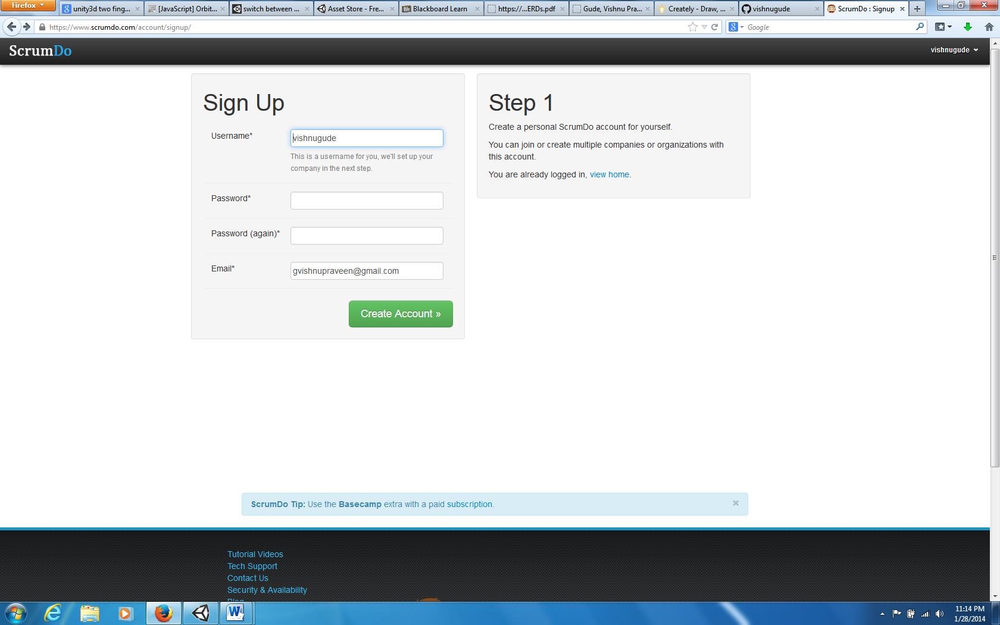 Firefox
unity3d two fing...
[JavaScript] Orbit...
switch between ...
Asset Store - Fre...
Bb Blackboard Learn
https://...ERDs.pdf
Gude, Vishnu Pra...
Creately - Draw, ...
vishnugude
ScrumDo : Signup
https://www.scrumdo.com/account/signup/
Google
ScrumDo
vishnugude
Sign Up
Username*
vishnugude
This is a username for you, we'll set up your
company in the next step.
Password*
Password (again)*
Email*
gvishnupraveen@gmail.com
Create Account »
Step 1
Create a personal ScrumDo account for yourself.
You can join or create multiple companies or organizations with
this account.
You are already logged in, view home.
ScrumDo Tip: Use the Basecamp extra with a paid subscription.
Tutorial Videos
Tech Support
Contact Us
Security & Availability
Blog
11:14 PM
1/28/2014